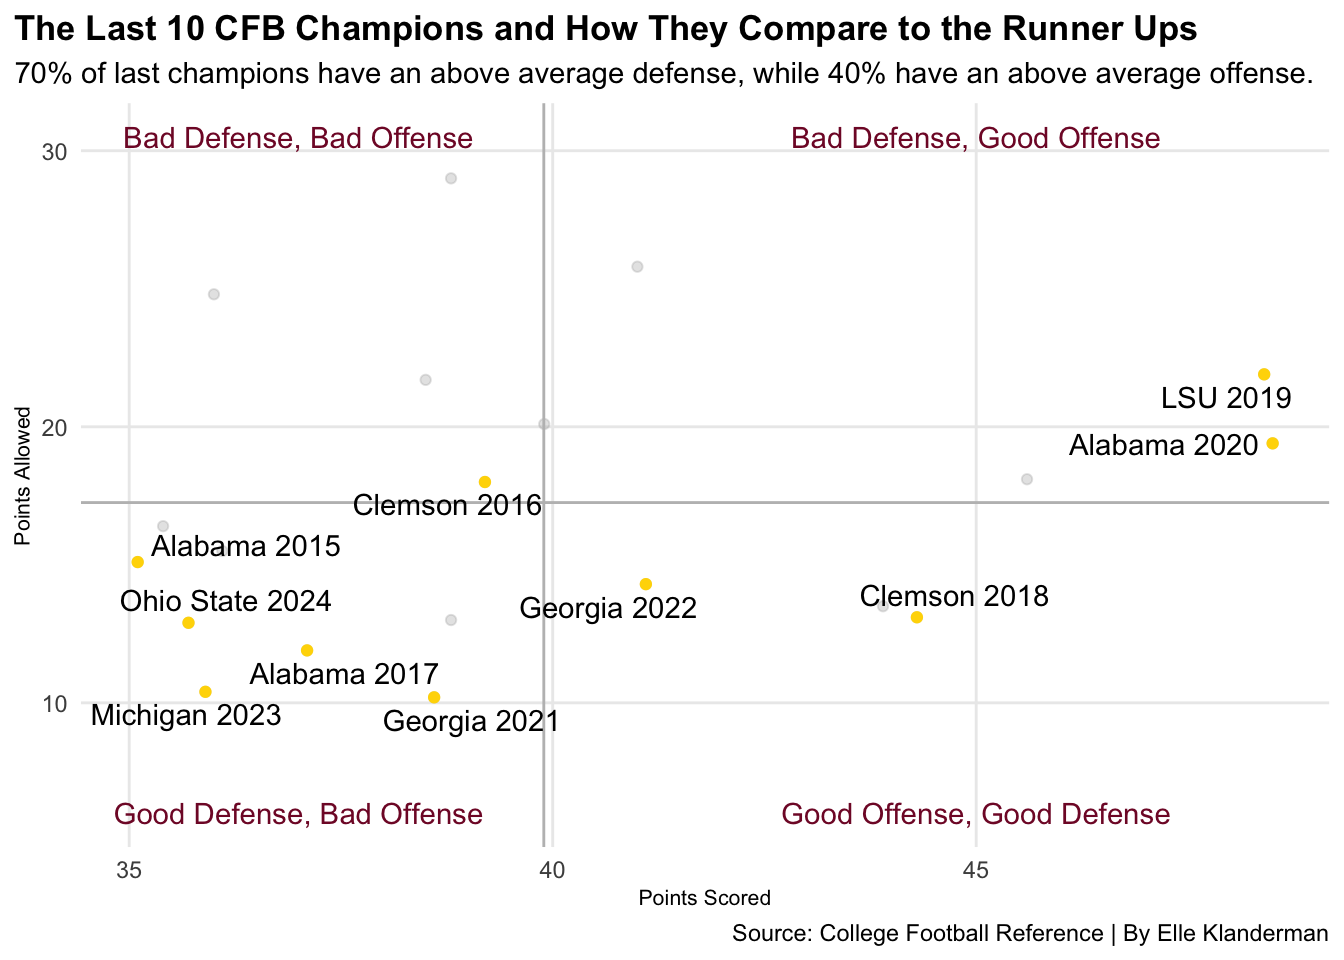 The Last 10 CFB Champions and How They Compare to the Runner Ups
70% of last champions have an above average defense, while 40% have an above average offense.
Bad Defense, Bad Offense
Bad Defense, Good Offense
30
LSU 2019
Points Allowed
20
Alabama 2020
Clemson 2016
Alabama 2015
Ohio State 2024
Georgia 2022
Clemson 2018
Alabama 2017
10
Michigan 2023
Georgia 2021
Good Defense, Bad Offense
Good Offense, Good Defense
35
40
45
Points Scored
Source: College Football Reference | By Elle Klanderman